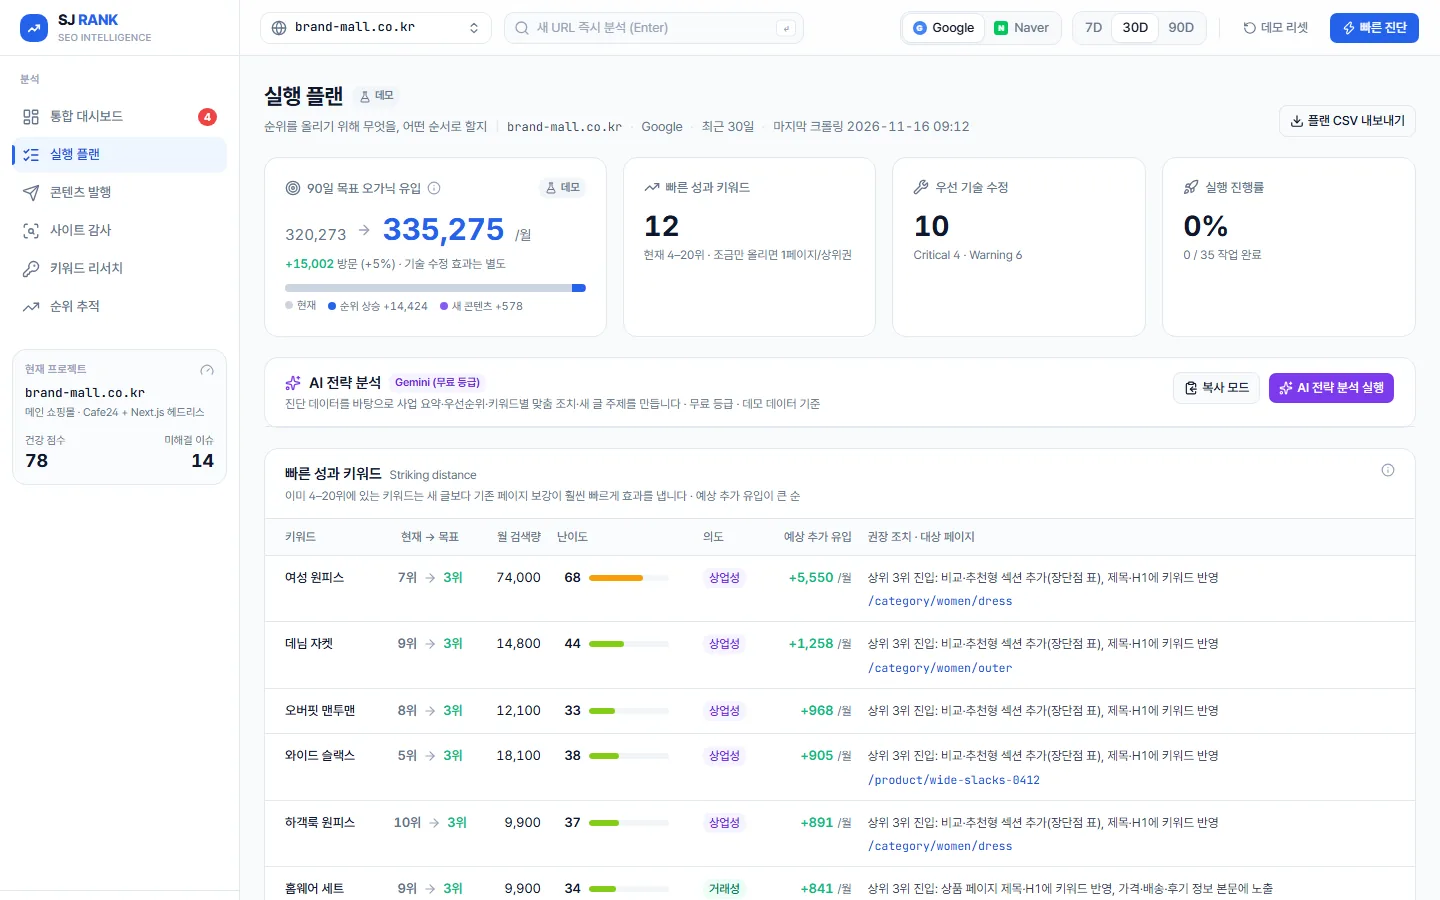 SJ RANK
SEO INTELLIGENCE
brand-mall.co.kr
새 URL 즉시 분석 (Enter)
G Google
N Naver
7D 30D 90D
데모 리셋
빠른 진단
분석
통합 대시보드 4
실행 플랜
콘텐츠 발행
사이트 감사
키워드 리서치
순위 추적
현재 프로젝트
brand-mall.co.kr
메인 쇼핑몰 · Cafe24 + Next.js 헤드리스
건강 점수 미해결 이슈
78 14
실행 플랜 데모
순위를 올리기 위해 무엇을, 어떤 순서로 할지 brand-mall.co.kr · Google · 최근 30일 · 마지막 크롤링 2026-11-16 09:12
플랜 CSV 내보내기
90일 목표 오가닉 유입 데모
320,273 → 335,275 /월
+15,002 방문 (+5%) · 기술 수정 효과는 별도
현재 순위 상승 +14,424 새 콘텐츠 +578
빠른 성과 키워드
12
현재 4–20위 · 조금만 올리면 1페이지/상위권
우선 기술 수정
10
Critical 4 · Warning 6
실행 진행률
0%
0 / 35 작업 완료
AI 전략 분석 Gemini (무료 등급)
진단 데이터를 바탕으로 사업 요약·우선순위·키워드별 맞춤 조치·새 글 주제를 만듭니다 · 무료 등급 · 데모 데이터 기준
복사 모드
AI 전략 분석 실행
빠른 성과 키워드 Striking distance
이미 4–20위에 있는 키워드는 새 글보다 기존 페이지 보강이 훨씬 빠르게 효과를 냅니다 · 예상 추가 유입이 큰 순
키워드 현재 → 목표 월 검색량 난이도 의도 예상 추가 유입 권장 조치 · 대상 페이지
여성 원피스 7위 → 3위 74,000 68 상업성 +5,550 /월 상위 3위 진입: 비교·추천형 섹션 추가(장단점 표), 제목·H1에 키워드 반영
/category/women/dress
데님 자켓 9위 → 3위 14,800 44 상업성 +1,258 /월 상위 3위 진입: 비교·추천형 섹션 추가(장단점 표), 제목·H1에 키워드 반영
/category/women/outer
오버핏 맨투맨 8위 → 3위 12,100 33 상업성 +968 /월 상위 3위 진입: 비교·추천형 섹션 추가(장단점 표), 제목·H1에 키워드 반영
와이드 슬랙스 5위 → 3위 18,100 38 상업성 +905 /월 상위 3위 진입: 비교·추천형 섹션 추가(장단점 표), 제목·H1에 키워드 반영
/product/wide-slacks-0412
하객룩 원피스 10위 → 3위 9,900 37 상업성 +891 /월 상위 3위 진입: 비교·추천형 섹션 추가(장단점 표), 제목·H1에 키워드 반영
/category/women/dress
홈웨어 세트 9위 → 3위 9,900 34 거래성 +841 /월 상위 3위 진입: 상품 페이지 제목·H1에 키워드 반영, 가격·배송·후기 정보 본문에 노출